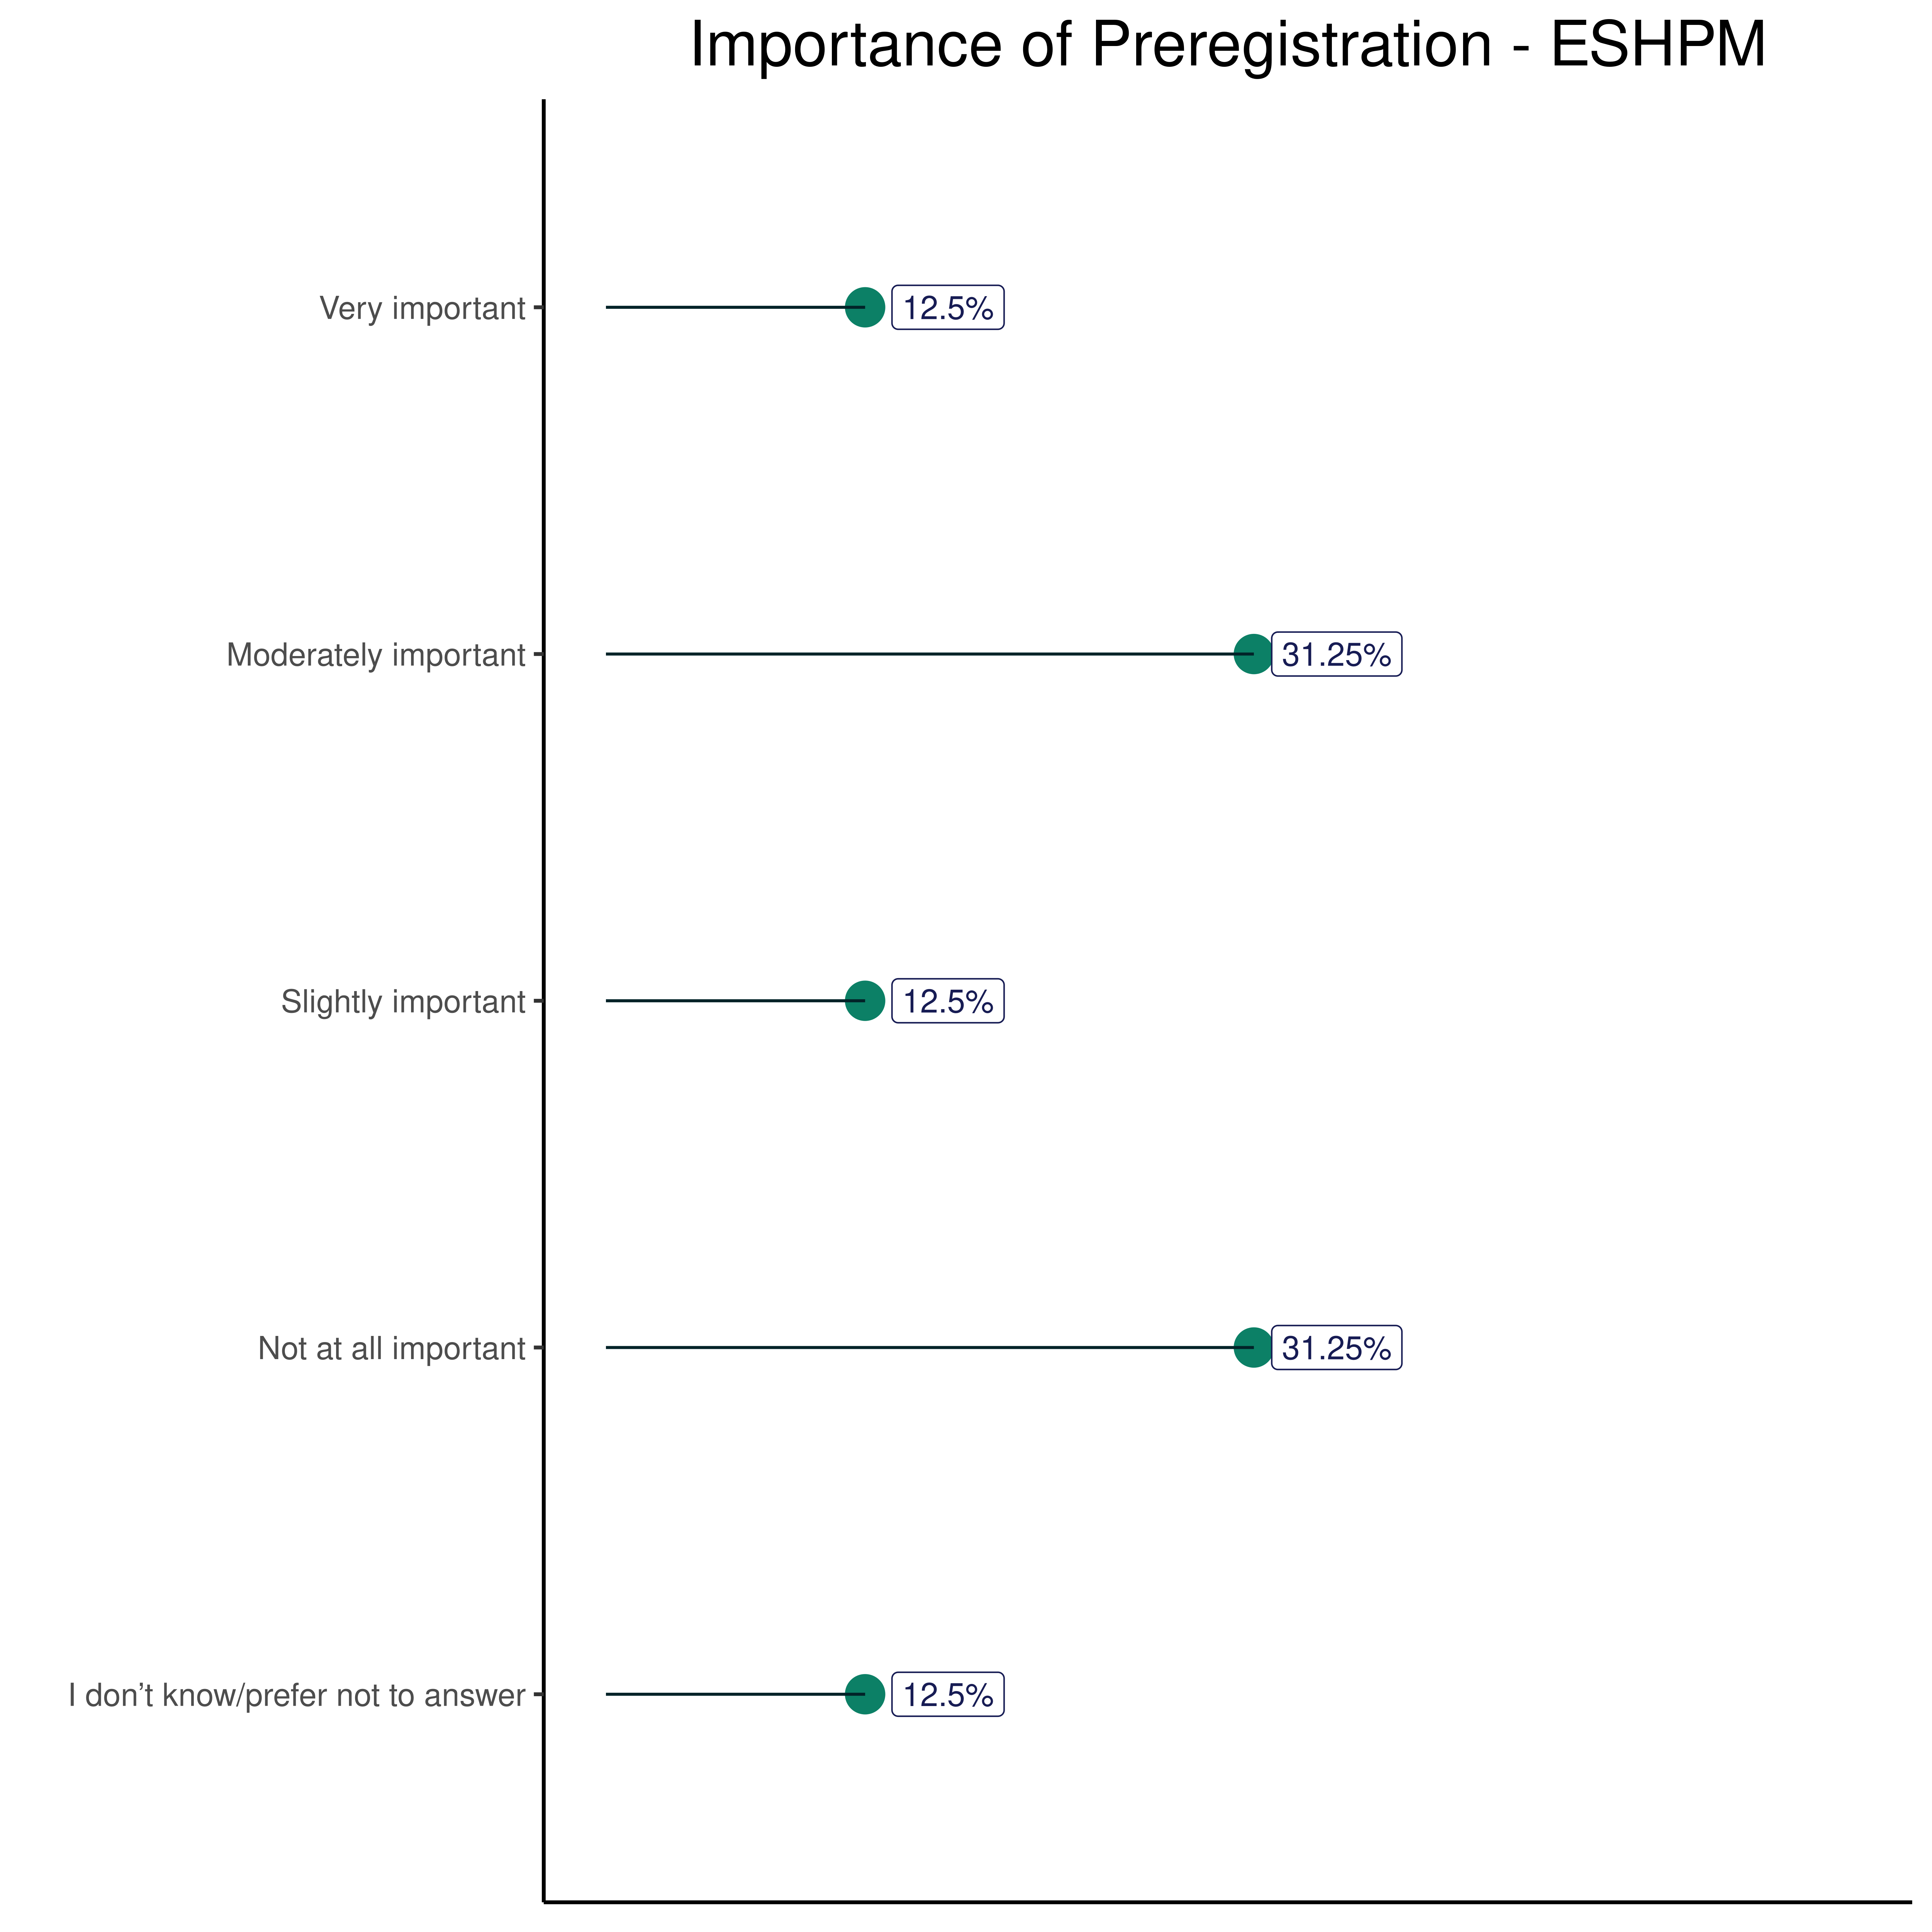 Importance of Preregistration - ESHPM
Very important 12.5%
Moderately important 31.25%
Slightly important 12.5%
Not at all important 31.25%
I don’t know/prefer not to answer 12.5%